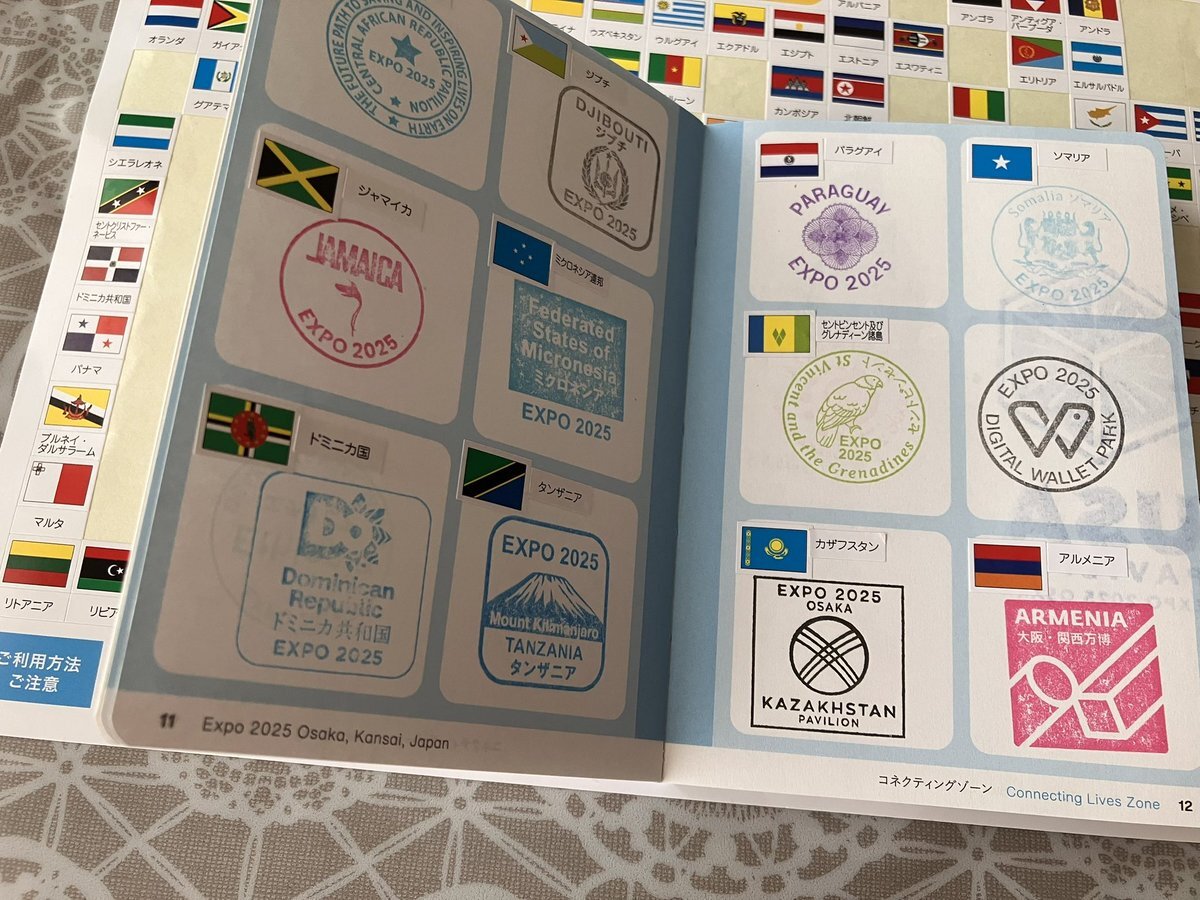 オランダ
ガイア
ウズベキスタン
ウルグアイ
エクアドル
エジプト
エストニア
エスワティニ
アルバニア
アンゴラ
アンティグア・
バーブーダ
アンドラ
エリトリア
エルサルバドル
カンボジア
北朝鮮
グアテマ
シエラレオネ
セントクリストファー・
ネービス
ドミニカ共和国
パナマ
ブルネイ・
ダルサラーム
マルタ
リトアニア
リビア
ご利用方法
ご注意
THE FUTURE PATH TO SAVING AND INSPIRING LIVES ON EARTH
CENTRAL AFRICAN REPUBLIC PAVILION
EXPO 2025
ジブチ
DJIBOUTI
ジブチ
EXPO 2025
ジャマイカ
JAMAICA
EXPO 2025
ミクロネシア連邦
Federated
States of
Micronesia
ミクロネシア
EXPO 2025
ドミニカ国
DO
Dominican
Republic
ドミニカ共和国
EXPO 2025
タンザニア
EXPO 2025
Mount Kilimanjaro
TANZANIA
タンザニア
11 Expo 2025 Osaka, Kansai, Japan
パラグアイ
PARAGUAY
EXPO 2025
ソマリア
Somalia ソマリア
EXPO 2025
セントビンセント及び
グレナディーン諸島
St Vincent and the Grenadines
EXPO
2025
EXPO 2025
DIGITAL WALLET PARK
カザフスタン
EXPO 2025
OSAKA
KAZAKHSTAN
PAVILION
アルメニア
ARMENIA
大阪・関西万博
コネクティングゾーン Connecting Lives Zone 12